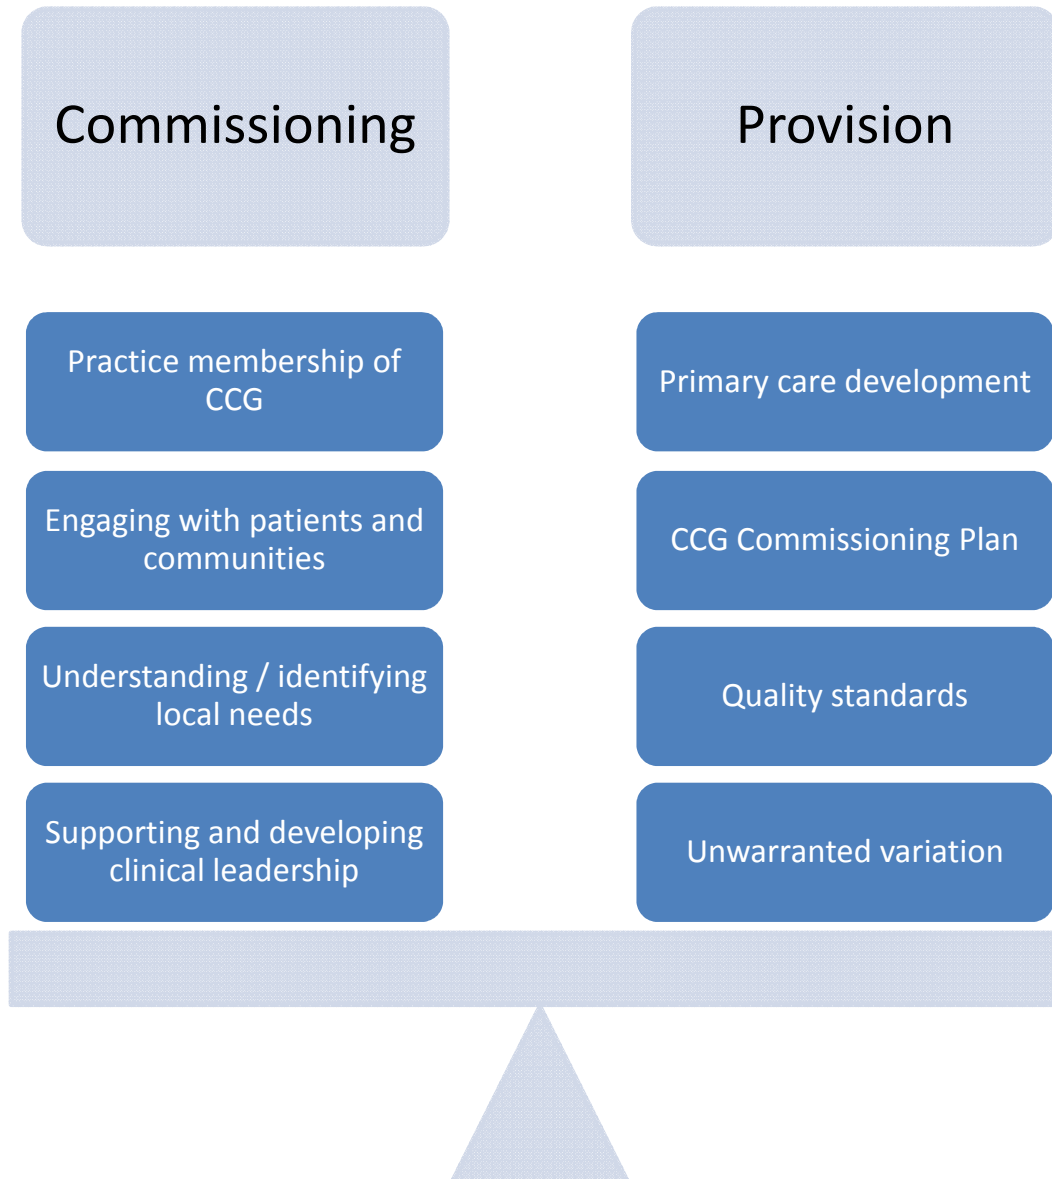 Commissioning
Provision
Practice membership of
CCG
Primary care development
Engaging with patients and
communities
CCG Commissioning Plan
Understanding / identifying
local needs
Quality standards
Supporting and developing
clinical leadership
Unwarranted variation